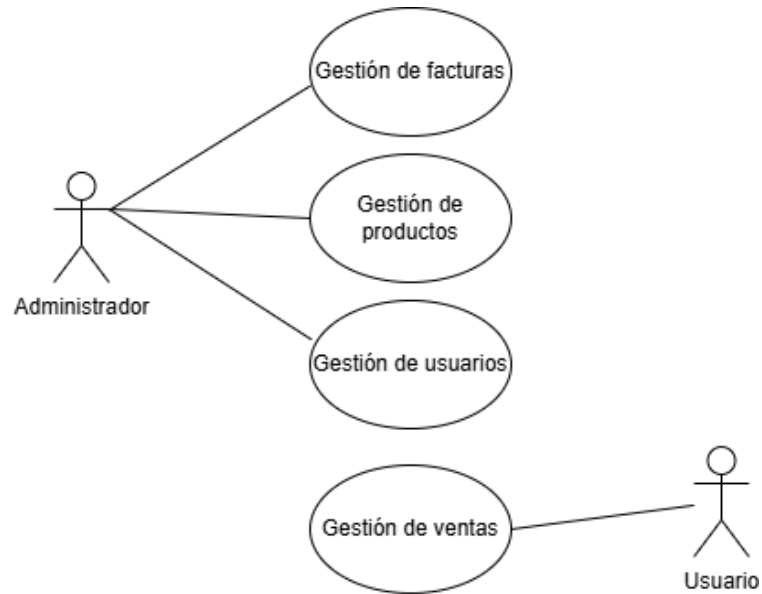 Gestión de facturas
Gestión de
productos
Administrador
Gestión de usuarios
Gestión de ventas
Usuario